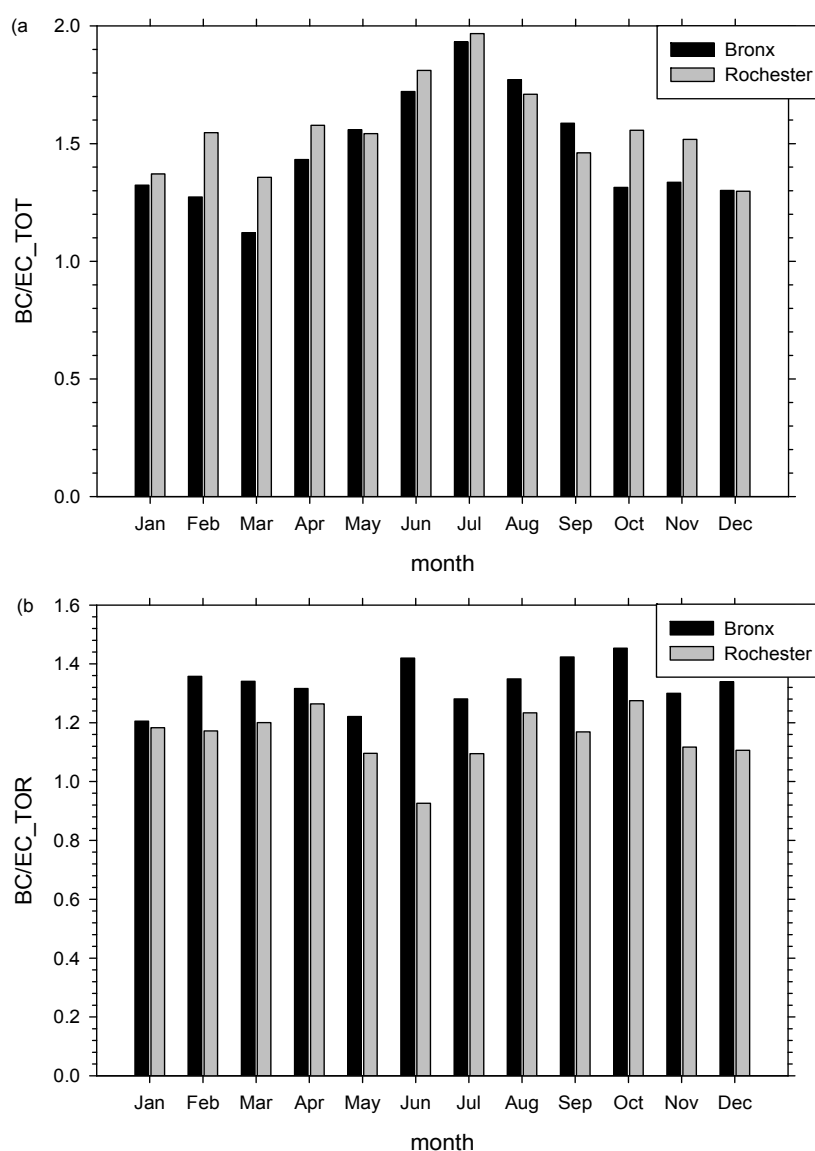 (a
Bronx
Rochester
BC/EC_TOT
2.0
1.5
1.0
0.5
0.0
Jan Feb Mar Apr May Jun Jul Aug Sep Oct Nov Dec
month
(b
Bronx
Rochester
BC/EC_TOR
1.6
1.4
1.2
1.0
0.8
0.6
0.4
0.2
0.0
Jan Feb Mar Apr May Jun Jul Aug Sep Oct Nov Dec
month